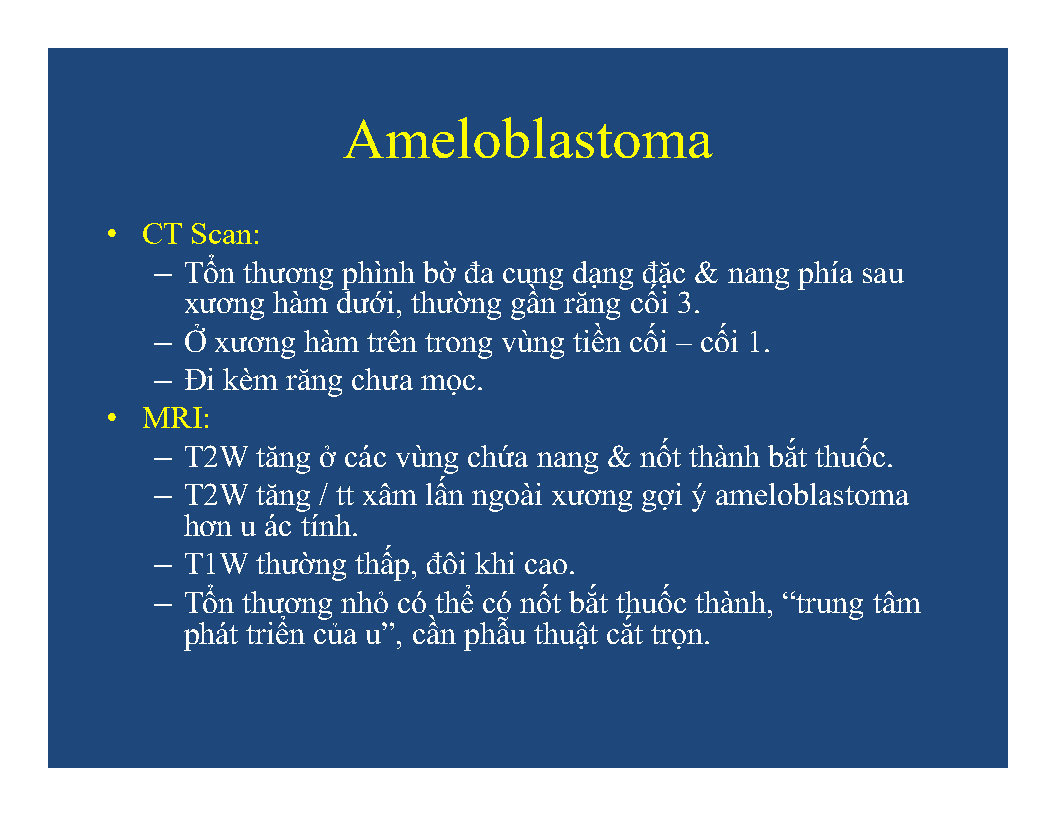 Ameloblastoma
• CT Scan:
– Tổn thương phình bờ đa cung dạng đặc & nang phía sau
xương hàm dưới, thường gần răng cối 3.
– Ở xương hàm trên trong vùng tiền cối – cối 1.
– Đi kèm răng chưa mọc.
• MRI:
– T2W tăng ở các vùng chứa nang & nốt thành bắt thuốc.
– T2W tăng / tt xâm lấn ngoài xương gợi ý ameloblastoma
hơn u ác tính.
– T1W thường thấp, đôi khi cao.
– Tổn thương nhỏ có thể có nốt bắt thuốc thành, “trung tâm
phát triển của u”, cần phẫu thuật cắt trọn.